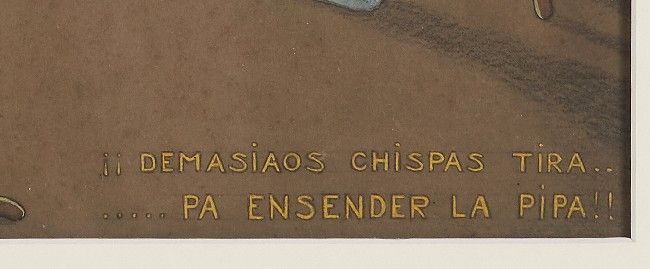 ¡¡ DEMASiAOS CHiSPAS TiRA..
..... PA ENSENDER LA PiPA!!